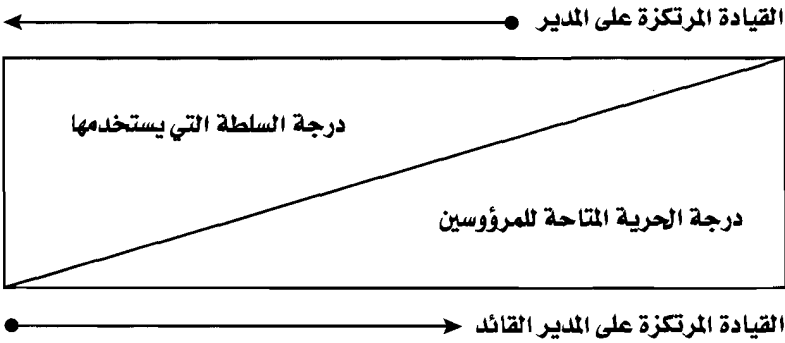 القيادة المرتكزة على المدير
درجة السلطة التي يستخدمها
درجة الحرية المتاحة للمرؤوسين
القيادة المرتكزة على المدير القائد